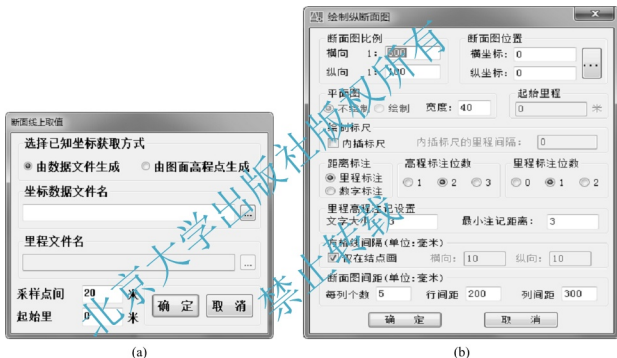 断面线上取值
选择已知坐标获取方式
由数据文件生成 由图面高程点生成
坐标数据文件名
...
里程文件名
...
采样点间 20 米
起始里 0 米
确定 取消
(a)
绘制纵断面图
断面图比例
横向 1: 500
纵向 1: 100
断面图位置
横坐标: 0
纵坐标: 0
...
平面图
不绘制 绘制 宽度: 40
起始里程
0 米
绘制标尺
内插标尺 内插标尺的里程间隔: 0
距离标注
里程标注
数字标注
高程标注位数
1 2 3
里程标注位数
0 1 2
里程高程注记设置
文字大小: 3 最小注记距离: 3
方格线间隔(单位:毫米)
仅在结点画 横向: 10 纵向: 10
断面图间距(单位:毫米)
每列个数 5 行间距 200 列间距 300
确定 取消
(b)
北京大学出版社版权所有
禁止转载